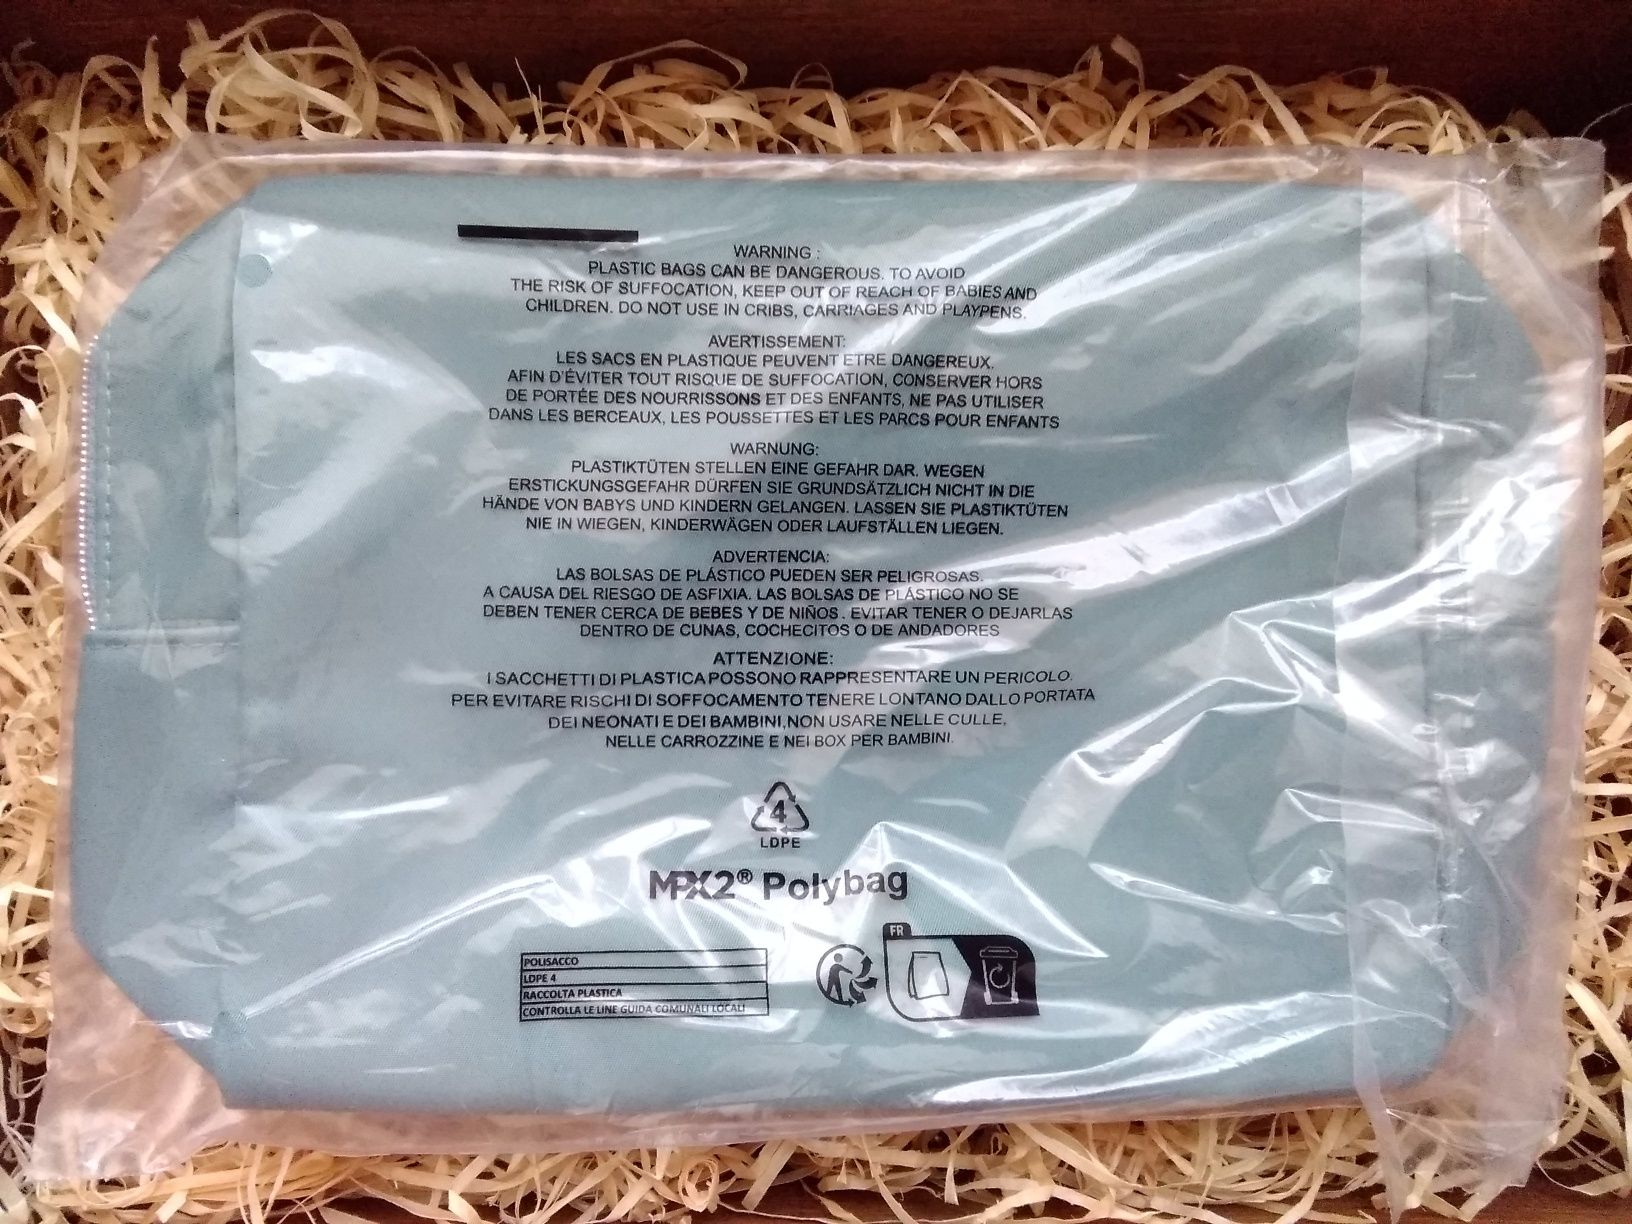 WARNING :
PLASTIC BAGS CAN BE DANGEROUS. TO AVOID
THE RISK OF SUFFOCATION, KEEP OUT OF REACH OF BABIES AND
CHILDREN. DO NOT USE IN CRIBS, CARRIAGES AND PLAYPENS.
AVERTISSEMENT:
LES SACS EN PLASTIQUE PEUVENT ETRE DANGEREUX.
AFIN D'ÉVITER TOUT RISQUE DE SUFFOCATION, CONSERVER HORS
DE PORTÉE DES NOURRISSONS ET DES ENFANTS, NE PAS UTILISER
DANS LES BERCEAUX, LES POUSSETTES ET LES PARCS POUR ENFANTS
WARNUNG:
PLASTIKTÜTEN STELLEN EINE GEFAHR DAR. WEGEN
ERSTICKUNGSGEFAHR DÜRFEN SIE GRUNDSÄTZLICH NICHT IN DIE
HÄNDE VON BABYS UND KINDERN GELANGEN. LASSEN SIE PLASTIKTÜTEN
NIE IN WIEGEN, KINDERWÄGEN ODER LAUFSTÄLLEN LIEGEN.
ADVERTENCIA:
LAS BOLSAS DE PLÁSTICO PUEDEN SER PELIGROSAS.
A CAUSA DEL RIESGO DE ASFIXIA. LAS BOLSAS DE PLÁSTICO NO SE
DEBEN TENER CERCA DE BEBES Y DE NIÑOS . EVITAR TENER O DEJARLAS
DENTRO DE CUNAS, COCHECITOS O DE ANDADORES
ATTENZIONE:
I SACCHETTI DI PLASTICA POSSONO RAPPRESENTARE UN PERICOLO.
PER EVITARE RISCHI DI SOFFOCAMENTO TENERE LONTANO DALLO PORTATA
DEI NEONATI E DEI BAMBINI,NON USARE NELLE CULLE,
NELLE CARROZZINE E NEI BOX PER BAMBINI.
4
LDPE
MPX2® Polybag
FR
POLISACCO
LDPE 4
RACCOLTA PLASTICA
CONTROLLA LE LINE GUIDA COMUNALI LOCALI